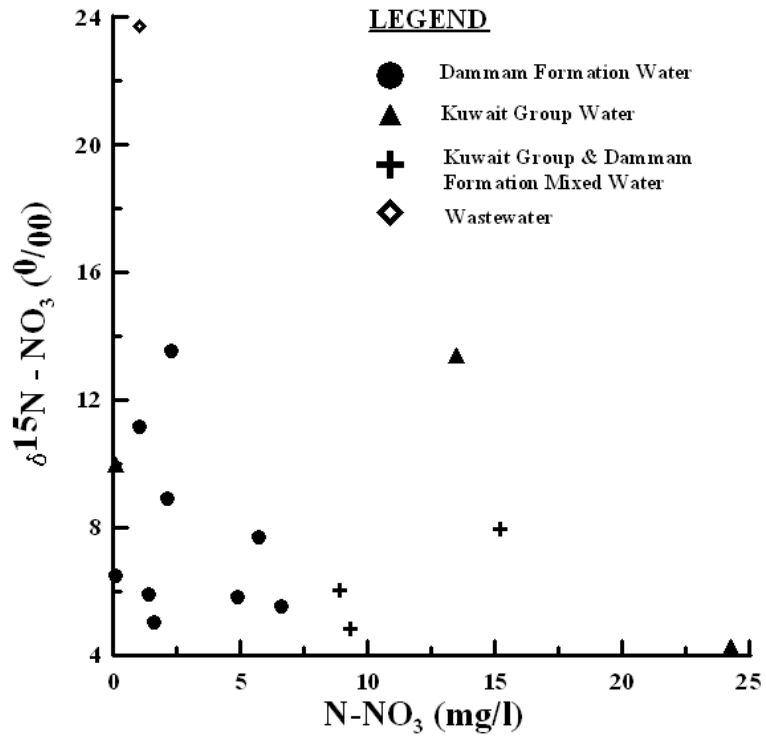 LEGEND
Dammam Formation Water
Kuwait Group Water
Kuwait Group & Dammam
Formation Mixed Water
Wastewater
24
20
16
12
8
4
δ15N - NO3 (0/00)
0 5 10 15 20 25
N-NO3 (mg/l)